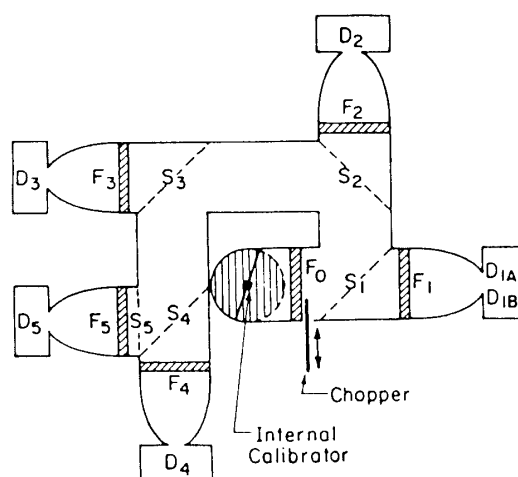 D2
F2
D3
F3
S3
S2
F0
S1
F1
D1A
D1B
D5
F5
S5
S4
F4
Chopper
Internal
Calibrator
D4